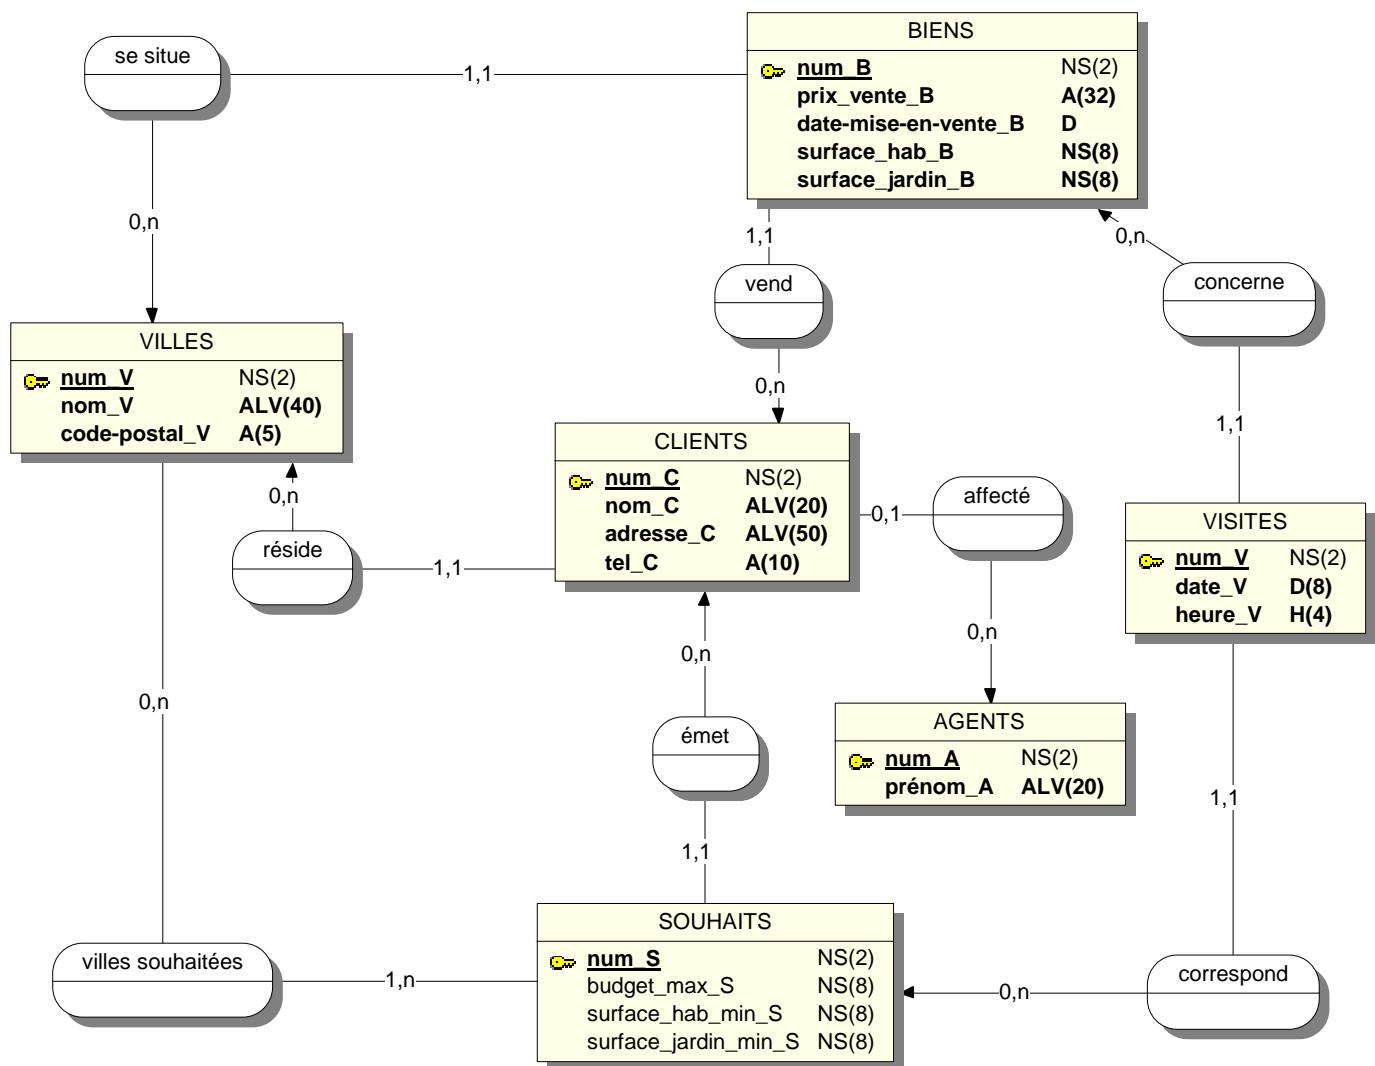 BIENS
num_B NS(2)
prix_vente_B A(32)
date-mise-en-vente_B D
surface_hab_B NS(8)
surface_jardin_B NS(8)
se situe
1,1
0,n
1,1
vend
0,n
0,n
concerne
1,1
VILLES
num_V NS(2)
nom_V ALV(40)
code-postal_V A(5)
CLIENTS
num_C NS(2)
nom_C ALV(20)
adresse_C ALV(50)
tel_C A(10)
0,1
affecté
0,n
réside
1,1
0,n
VISITES
num_V NS(2)
date_V D(8)
heure_V H(4)
0,n
émet
1,1
0,n
AGENTS
num_A NS(2)
prénom_A ALV(20)
1,1
villes souhaitées
1,n
SOUHAITS
num_S NS(2)
budget_max_S NS(8)
surface_hab_min_S NS(8)
surface_jardin_min_S NS(8)
0,n
correspond